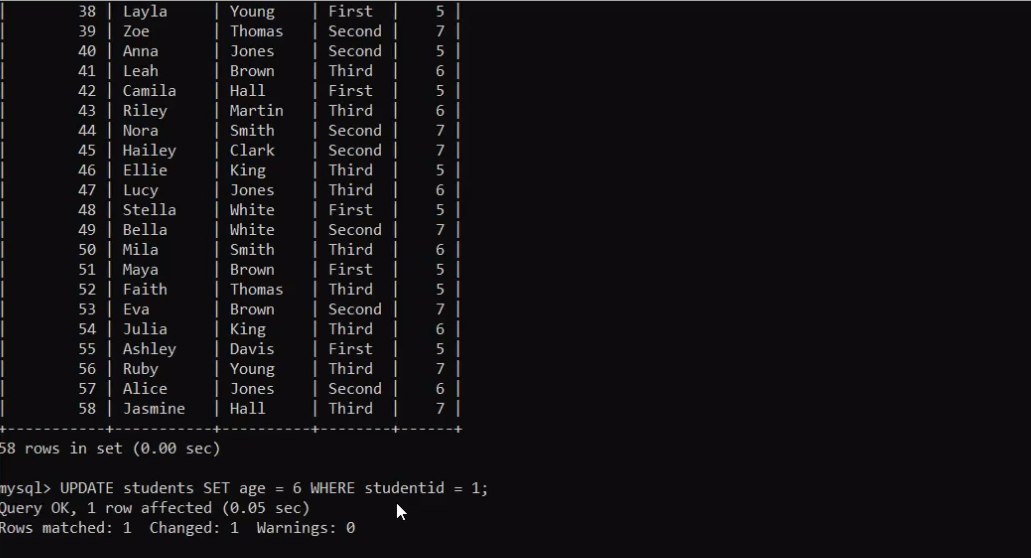 |        38 | Layla     | Young    | First  |    5 |
|        39 | Zoe       | Thomas   | Second |    7 |
|        40 | Anna      | Jones    | Second |    5 |
|        41 | Leah      | Brown    | Third  |    6 |
|        42 | Camila    | Hall     | First  |    5 |
|        43 | Riley     | Martin   | Third  |    6 |
|        44 | Nora      | Smith    | Second |    7 |
|        45 | Hailey    | Clark    | Second |    7 |
|        46 | Ellie     | King     | Third  |    5 |
|        47 | Lucy      | Jones    | Third  |    6 |
|        48 | Stella    | White    | First  |    5 |
|        49 | Bella     | White    | Second |    7 |
|        50 | Mila      | Smith    | Third  |    6 |
|        51 | Maya      | Brown    | First  |    5 |
|        52 | Faith     | Thomas   | Third  |    5 |
|        53 | Eva       | Brown    | Second |    7 |
|        54 | Julia     | King     | Third  |    6 |
|        55 | Ashley    | Davis    | First  |    5 |
|        56 | Ruby      | Young    | Third  |    7 |
|        57 | Alice     | Jones    | Second |    6 |
|        58 | Jasmine   | Hall     | Third  |    7 |
+-----------+-----------+----------+--------+------+
58 rows in set (0.00 sec)
mysql> UPDATE students SET age = 6 WHERE studentid = 1;
Query OK, 1 row affected (0.05 sec)
Rows matched: 1  Changed: 1  Warnings: 0